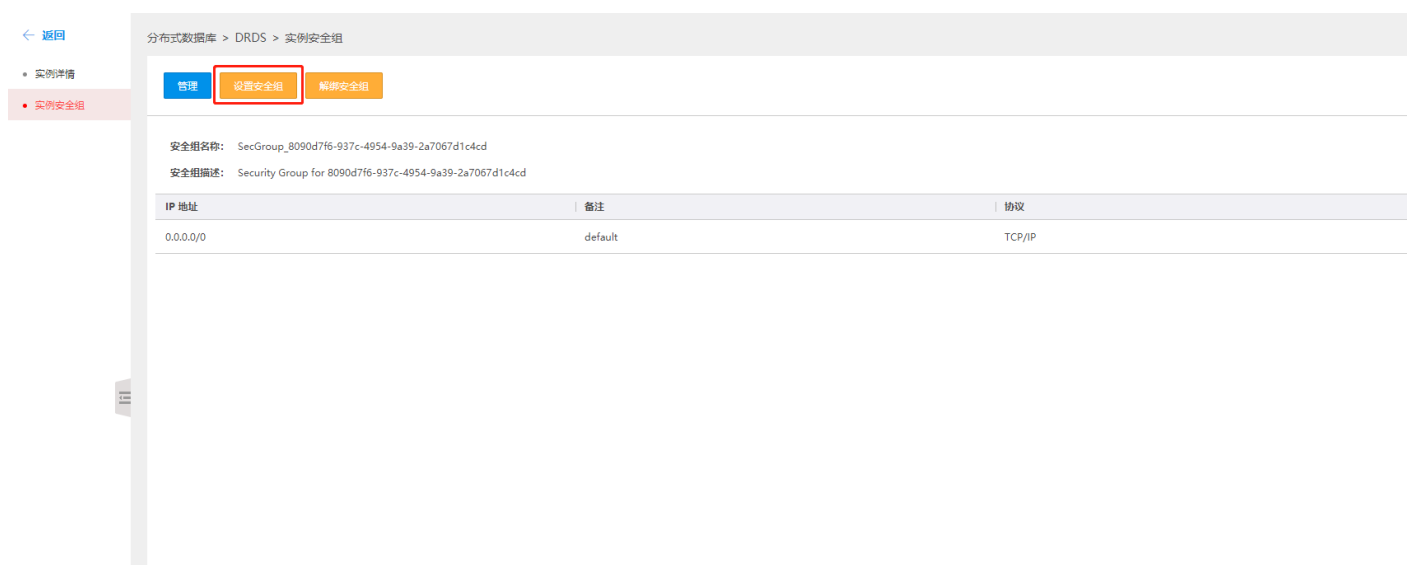 返回
分布式数据库 > DRDS > 实例安全组
实例详情
实例安全组
管理 设置安全组 解绑安全组
安全组名称： SecGroup_8090d7f6-937c-4954-9a39-2a7067d1c4cd
安全组描述： Security Group for 8090d7f6-937c-4954-9a39-2a7067d1c4cd
IP 地址 备注 协议
0.0.0.0/0 default TCP/IP